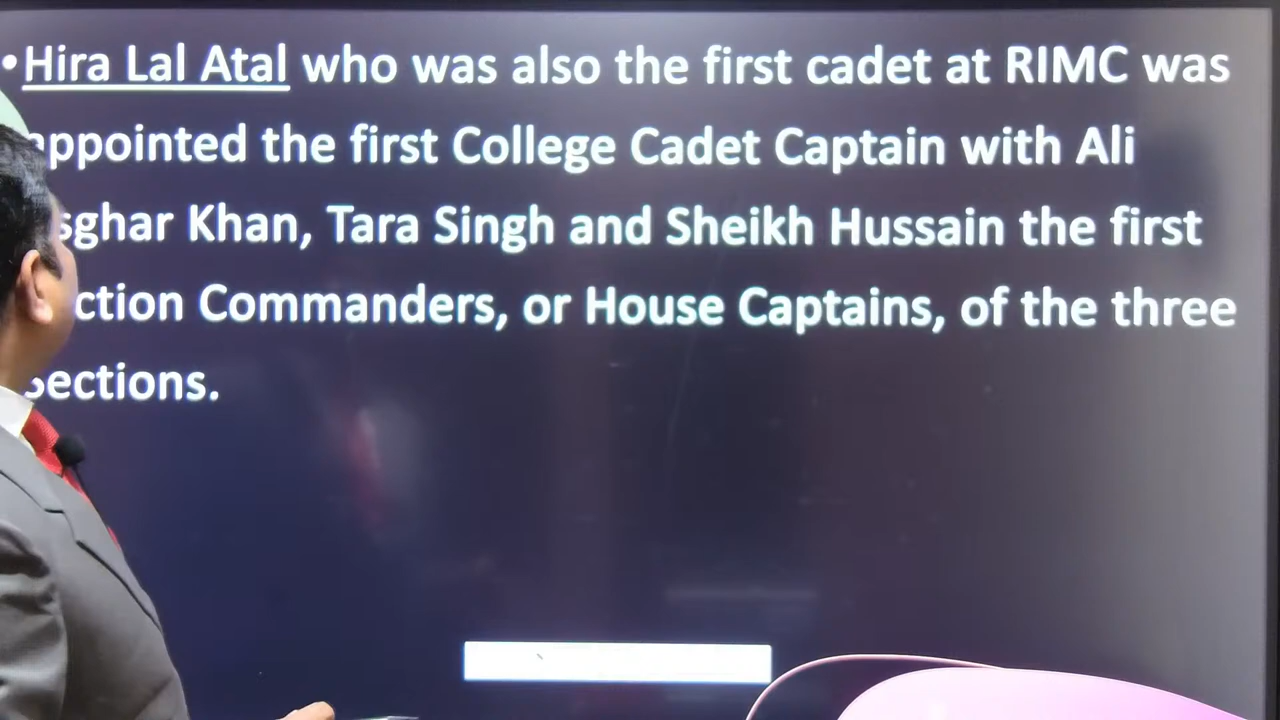 •Hira Lal Atal who was also the first cadet at RIMC was
appointed the first College Cadet Captain with Ali
sghar Khan, Tara Singh and Sheikh Hussain the first
ction Commanders, or House Captains, of the three
sections.